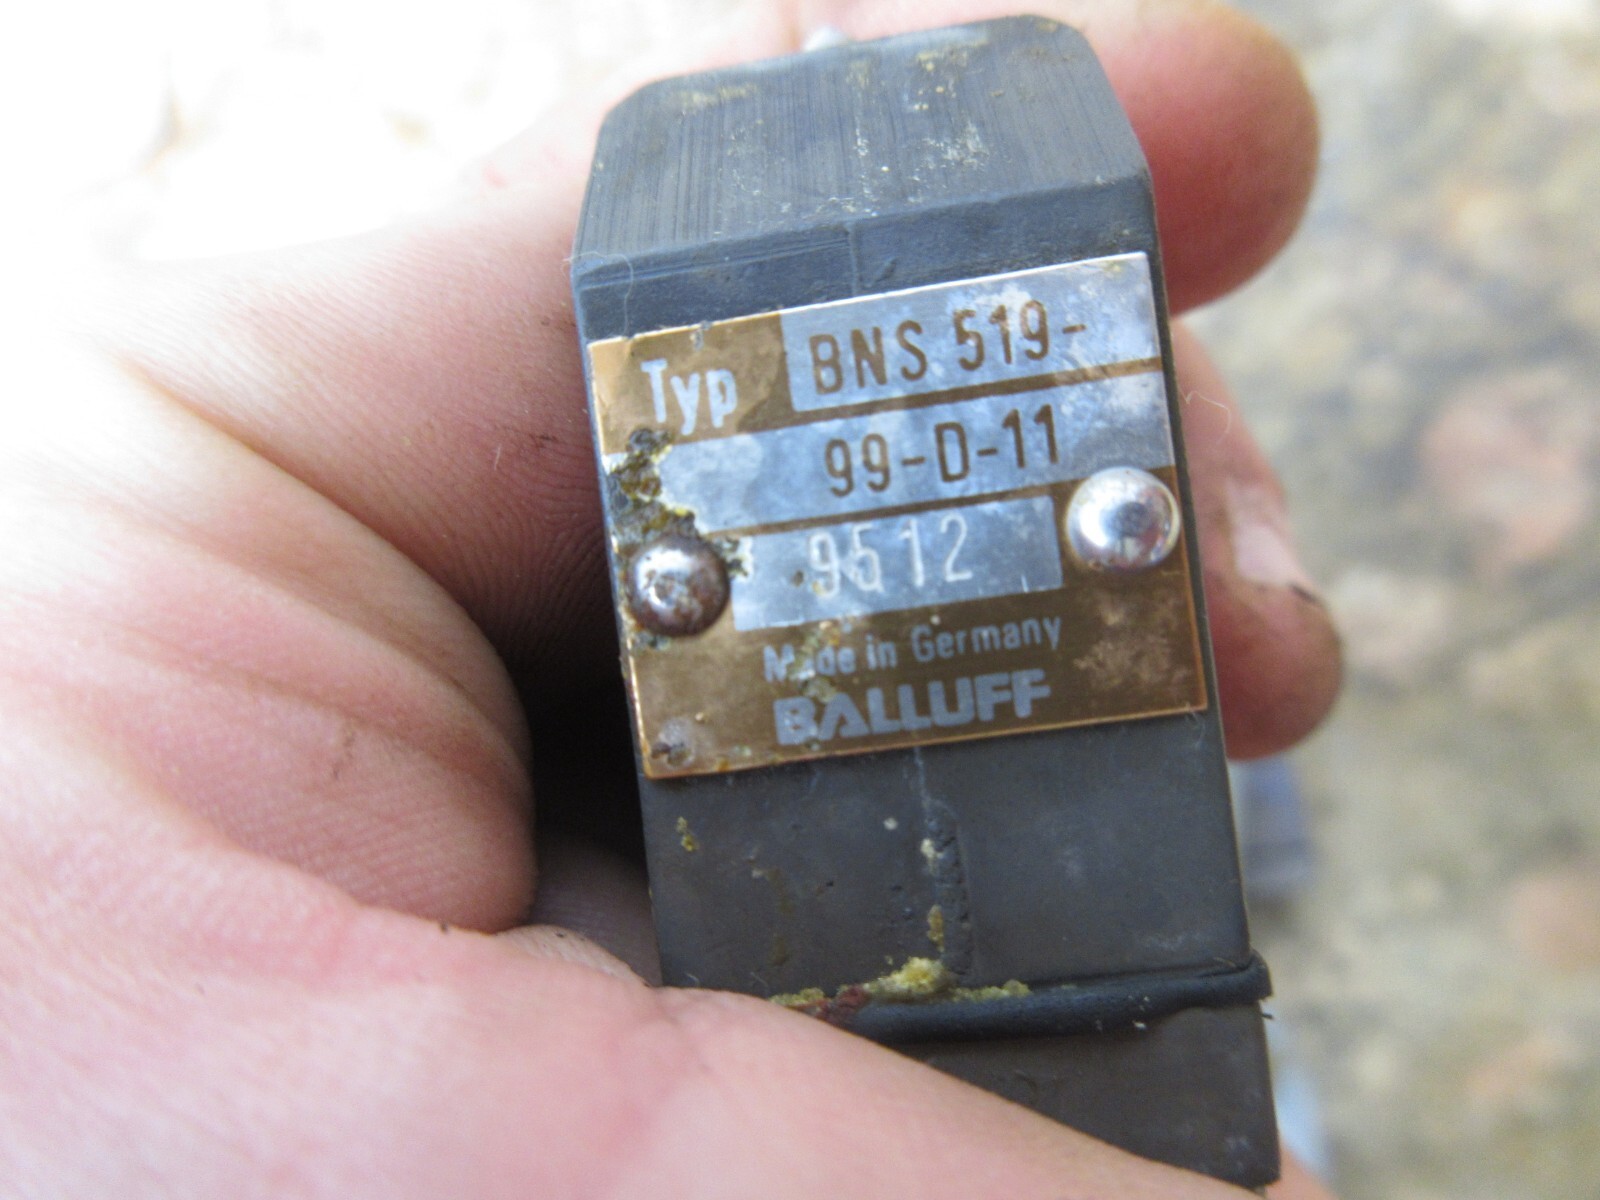 Typ BNS 519-
99-D-11
9512
Made in Germany
BALLUFF